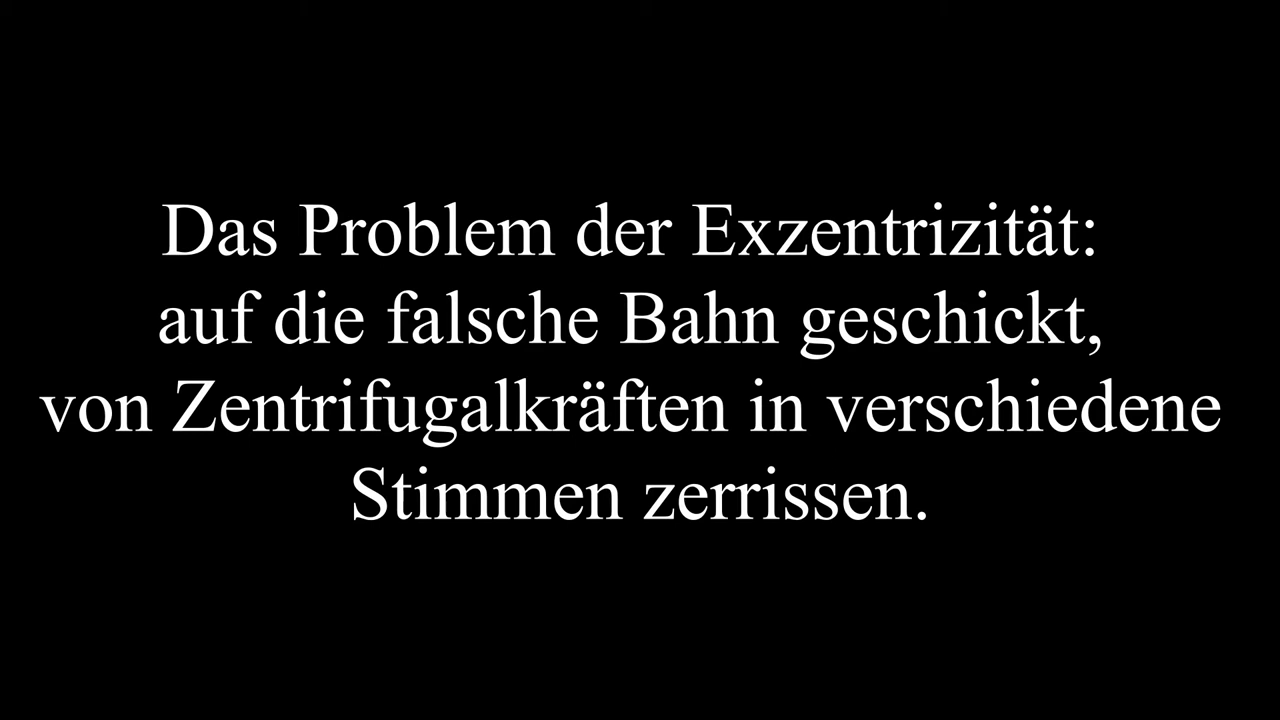 Das Problem der Exzentrizität:
auf die falsche Bahn geschickt,
von Zentrifugalkräften in verschiedene
Stimmen zerrissen.